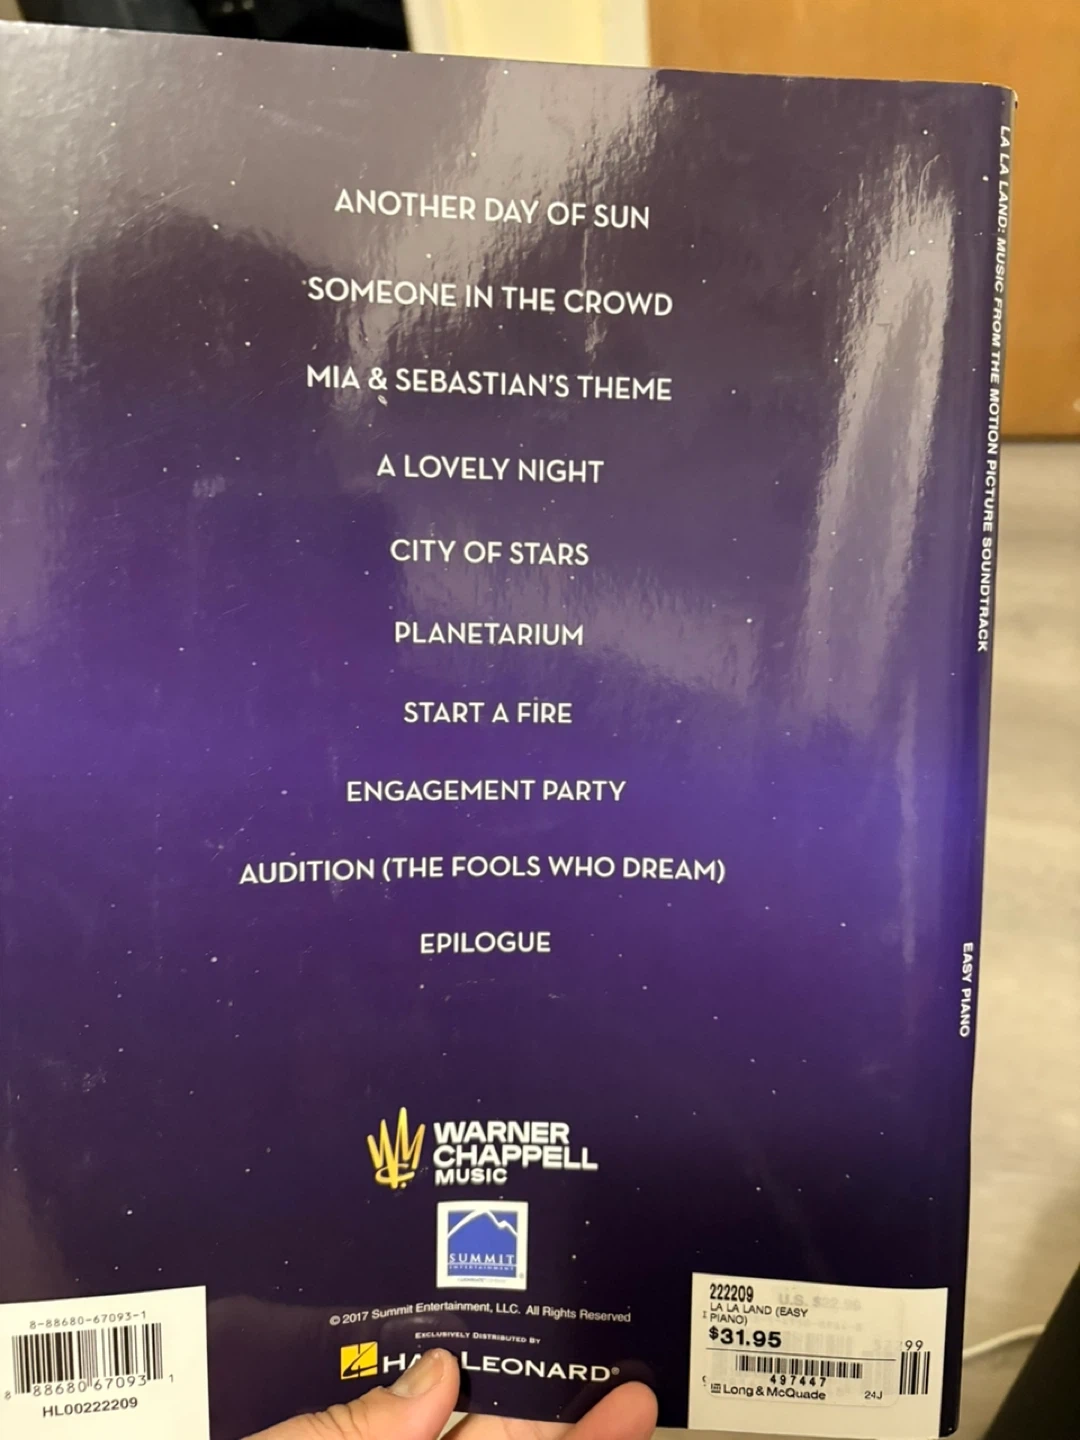 ANOTHER DAY OF SUN
SOMEONE IN THE CROWD
MIA & SEBASTIAN'S THEME
A LOVELY NIGHT
CITY OF STARS
PLANETARIUM
START A FIRE
ENGAGEMENT PARTY
AUDITION (THE FOOLS WHO DREAM)
EPILOGUE
LA LA LAND: MUSIC FROM THE MOTION PICTURE SOUNDTRACK
EASY PIANO
WARNER
CHAPPELL
MUSIC
SUMMIT
ENTERTAINMENT
© 2017 Summit Entertainment, LLC. All Rights Reserved
EXCLUSIVELY DISTRIBUTED BY
LEONARD®
8-88680-67093-1
8 88680 67093 1
HL00222209
222209
U.S.
LA LA LAND (EASY
PIANO)
$31.95
99
497447
Long & McQuade 24J